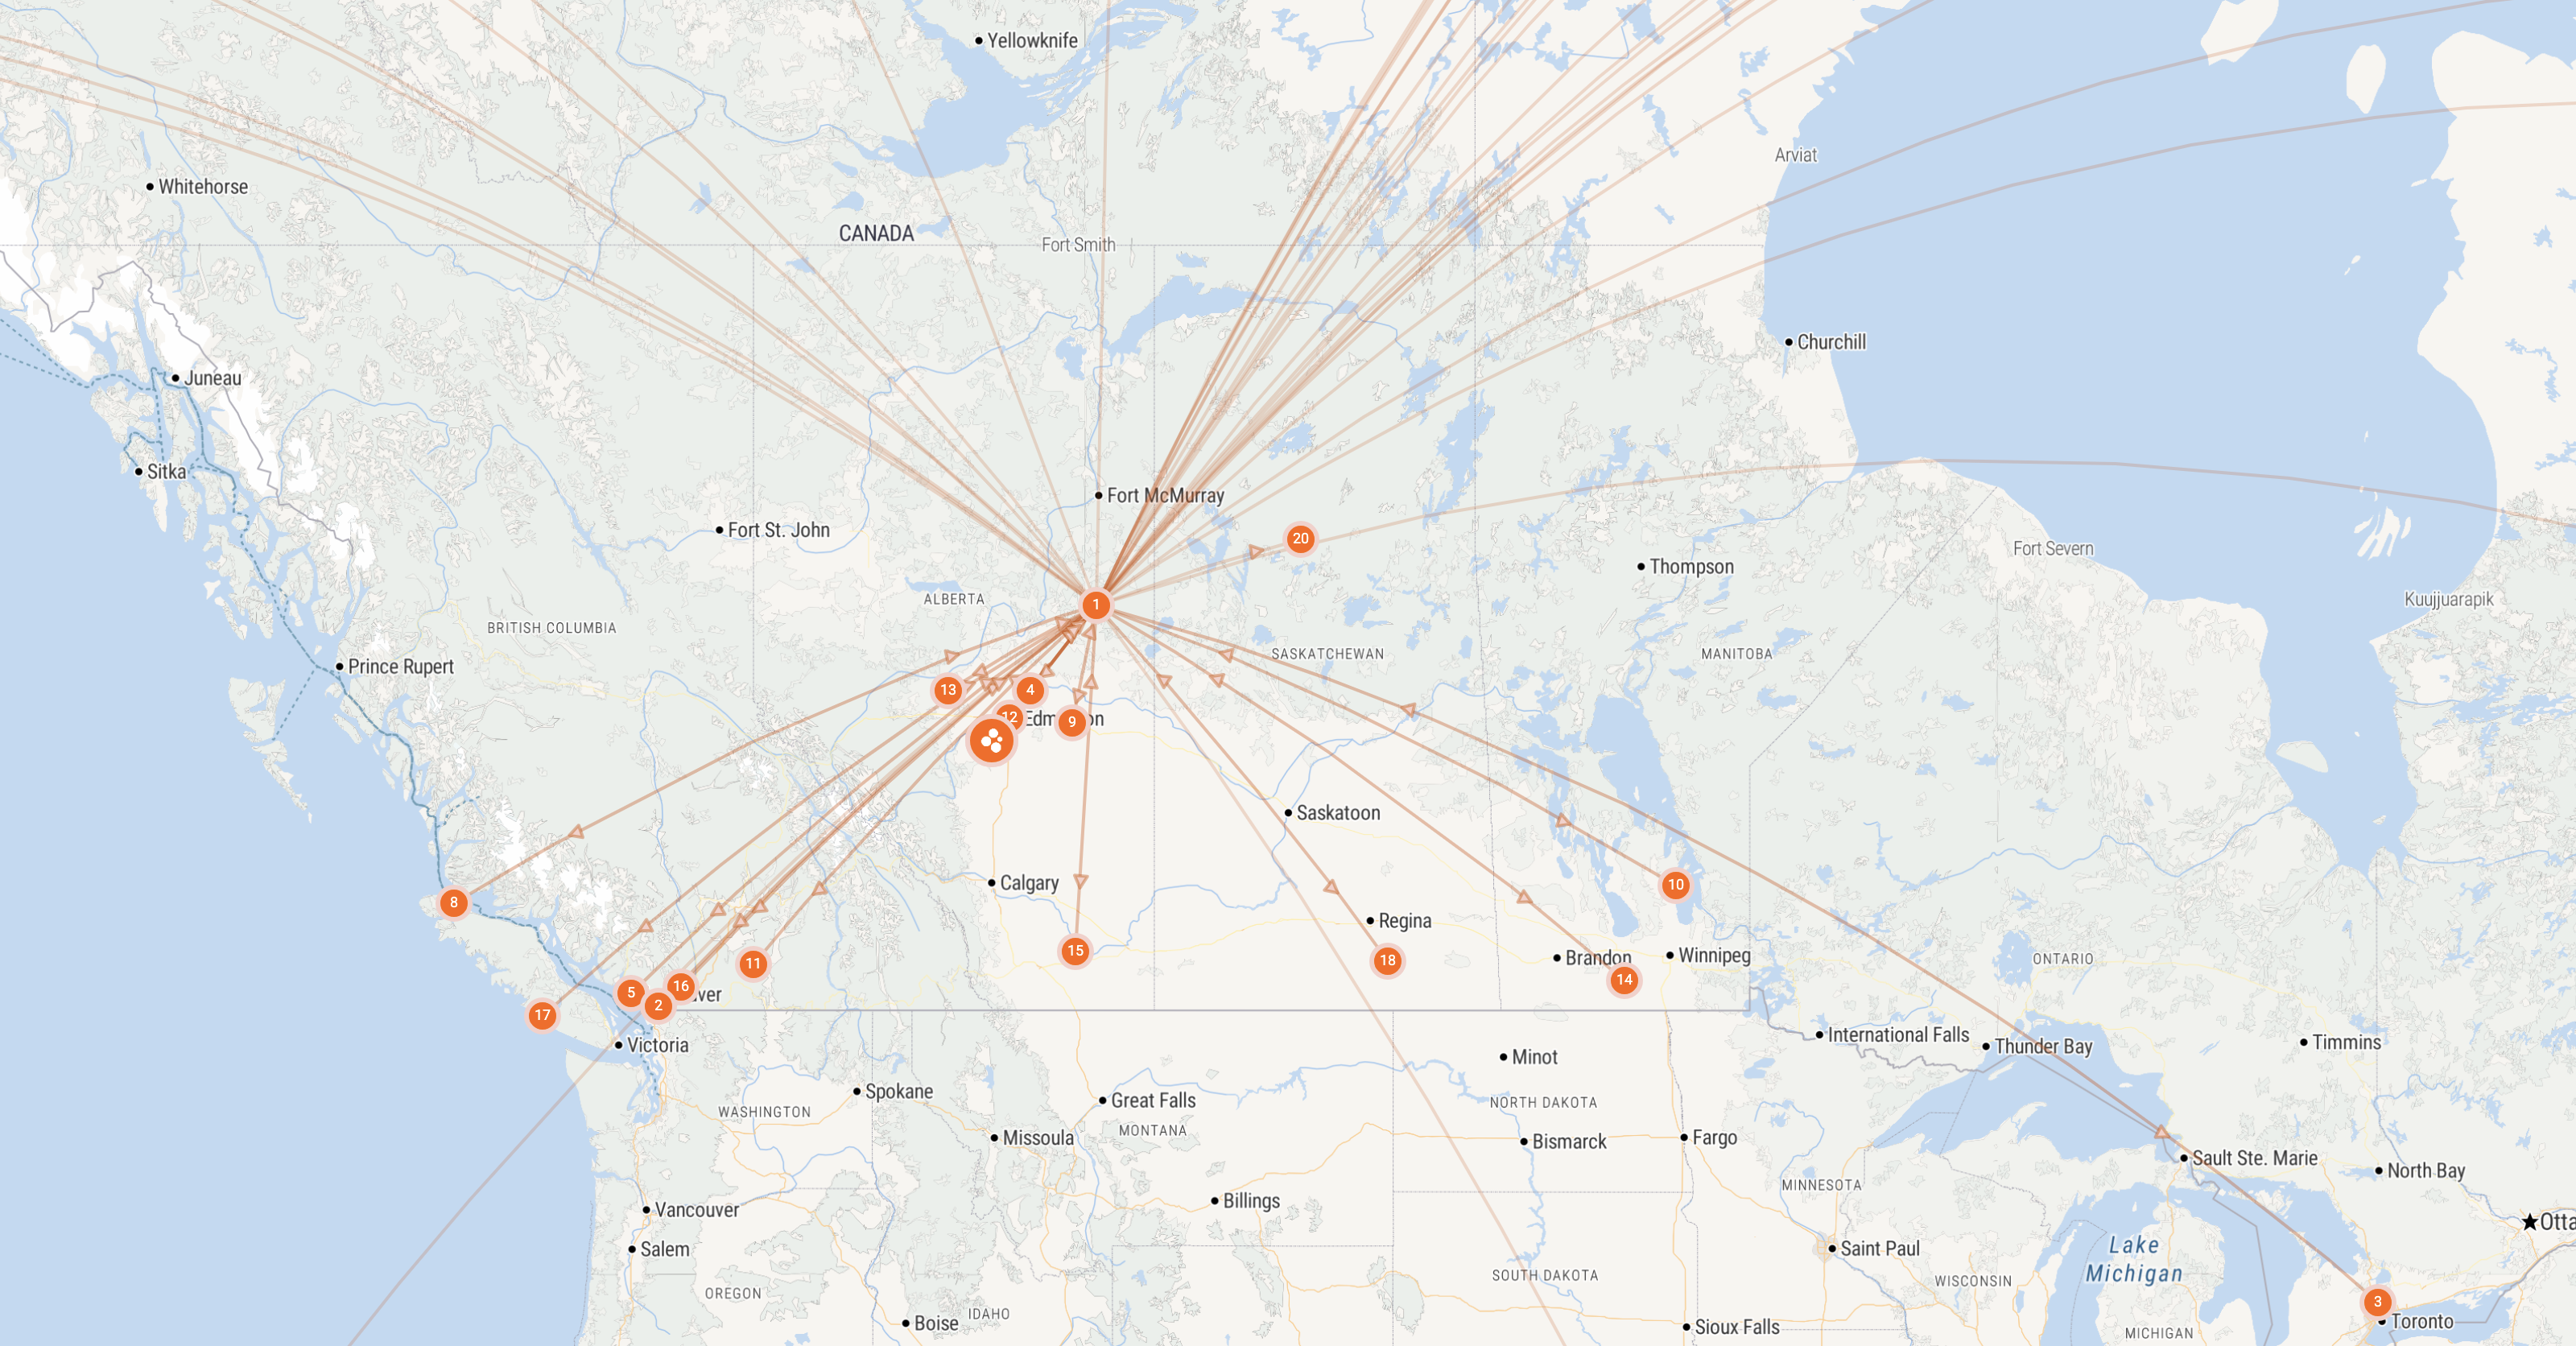 Yellowknife
Arviat
Whitehorse
CANADA
Fort Smith
Churchill
Juneau
Sitka
Fort McMurray
Fort St. John
20
Fort Severn
Thompson
ALBERTA
Kuujjuarapik
1
BRITISH COLUMBIA
SASKATCHEWAN
MANITOBA
Prince Rupert
13
4
12
Edm
9
on
Saskatoon
Calgary
10
8
Regina
15
11
18
Brandon
Winnipeg
ONTARIO
14
16
5
2
ver
17
International Falls
Thunder Bay
Timmins
Victoria
Minot
Spokane
Great Falls
NORTH DAKOTA
WASHINGTON
MONTANA
Missoula
Bismarck
Fargo
Sault Ste. Marie
North Bay
MINNESOTA
Billings
Vancouver
Otta
Salem
Saint Paul
Lake
Michigan
SOUTH DAKOTA
WISCONSIN
OREGON
IDAHO
3
Boise
Sioux Falls
Toronto
MICHIGAN